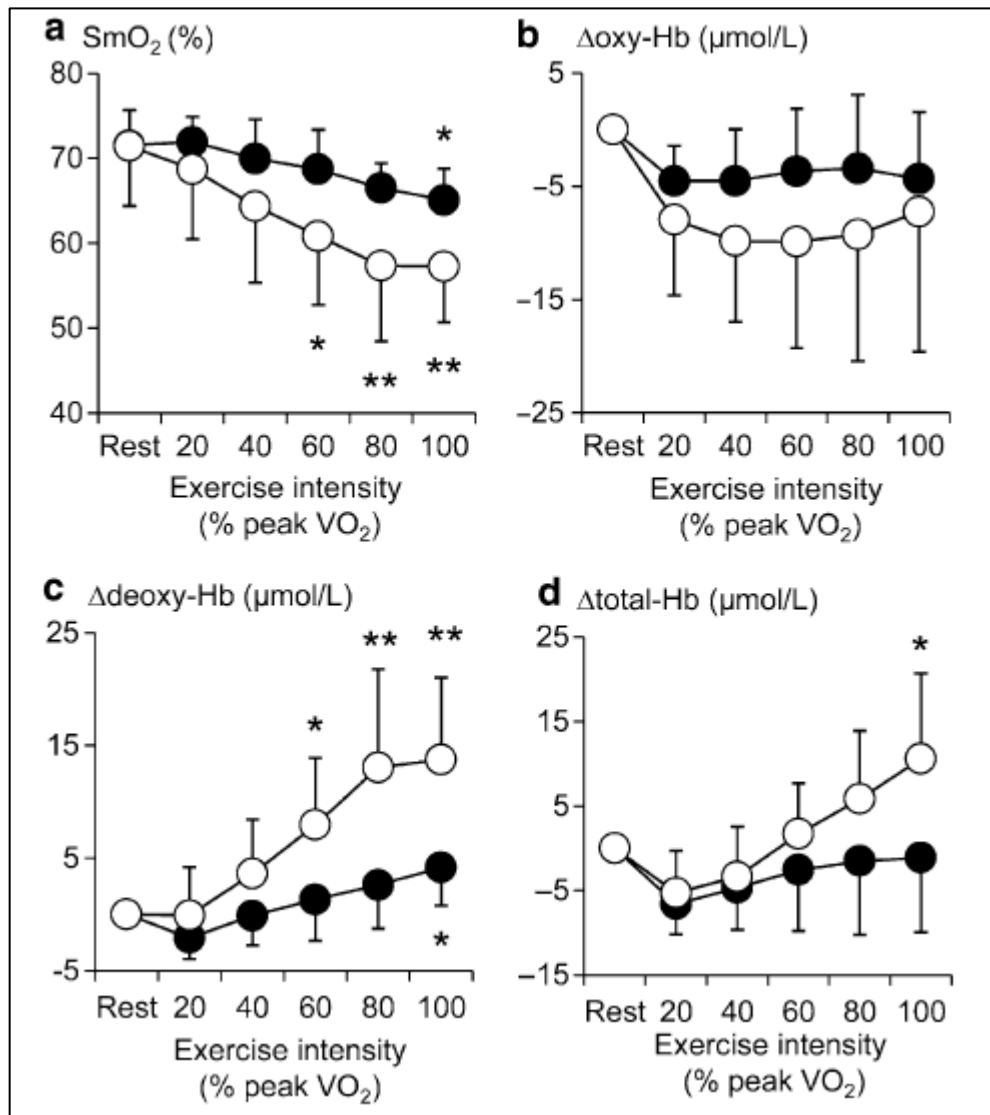 a SmO₂ (%)
80
70
60
50
40
*
*
**
**
Rest 20 40 60 80 100
Exercise intensity
(% peak VO₂)
b Δoxy-Hb (μmol/L)
5
−5
−15
−25
Rest 20 40 60 80 100
Exercise intensity
(% peak VO₂)
c Δdeoxy-Hb (μmol/L)
25
15
5
-5
**
**
*
*
Rest 20 40 60 80 100
Exercise intensity
(% peak VO₂)
d Δtotal-Hb (μmol/L)
25
15
5
−5
−15
*
Rest 20 40 60 80 100
Exercise intensity
(% peak VO₂)